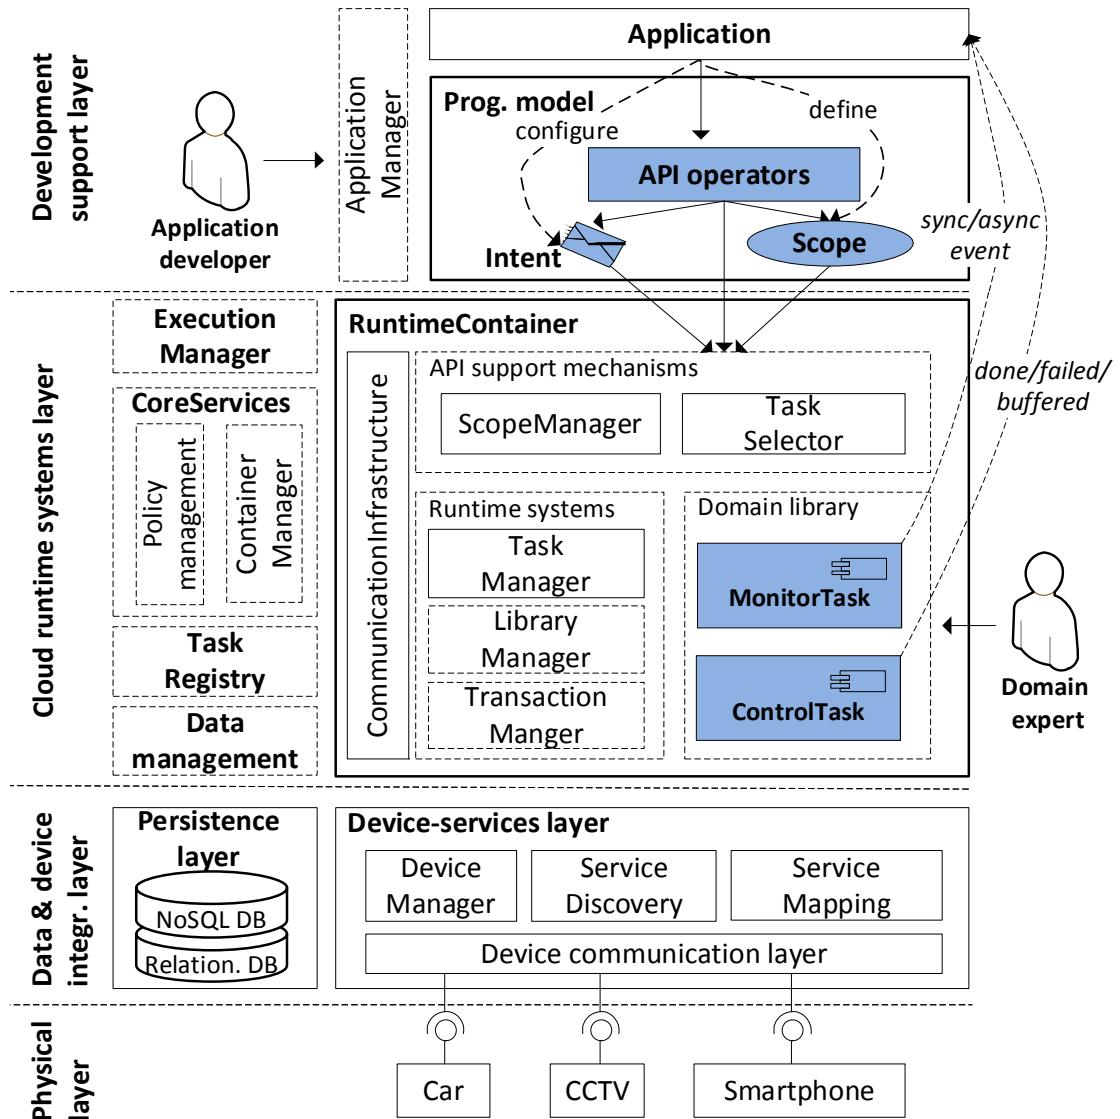 Development
support layer
Application
developer
Application
Manager
Application
Prog. model
configure
define
API operators
Intent
Scope
sync/async
event
done/failed/
buffered
Cloud runtime systems layer
Execution
Manager
CoreServices
Policy
management
Container
Manager
Task
Registry
Data
management
RuntimeContainer
CommunicationInfrastructure
API support mechanisms
ScopeManager
Task
Selector
Runtime systems
Task
Manager
Library
Manager
Transaction
Manger
Domain library
MonitorTask
ControlTask
Domain
expert
Data & device
integr. layer
Persistence
layer
NoSQL DB
Relation. DB
Device-services layer
Device
Manager
Service
Discovery
Service
Mapping
Device communication layer
Physical
layer
Car
CCTV
Smartphone